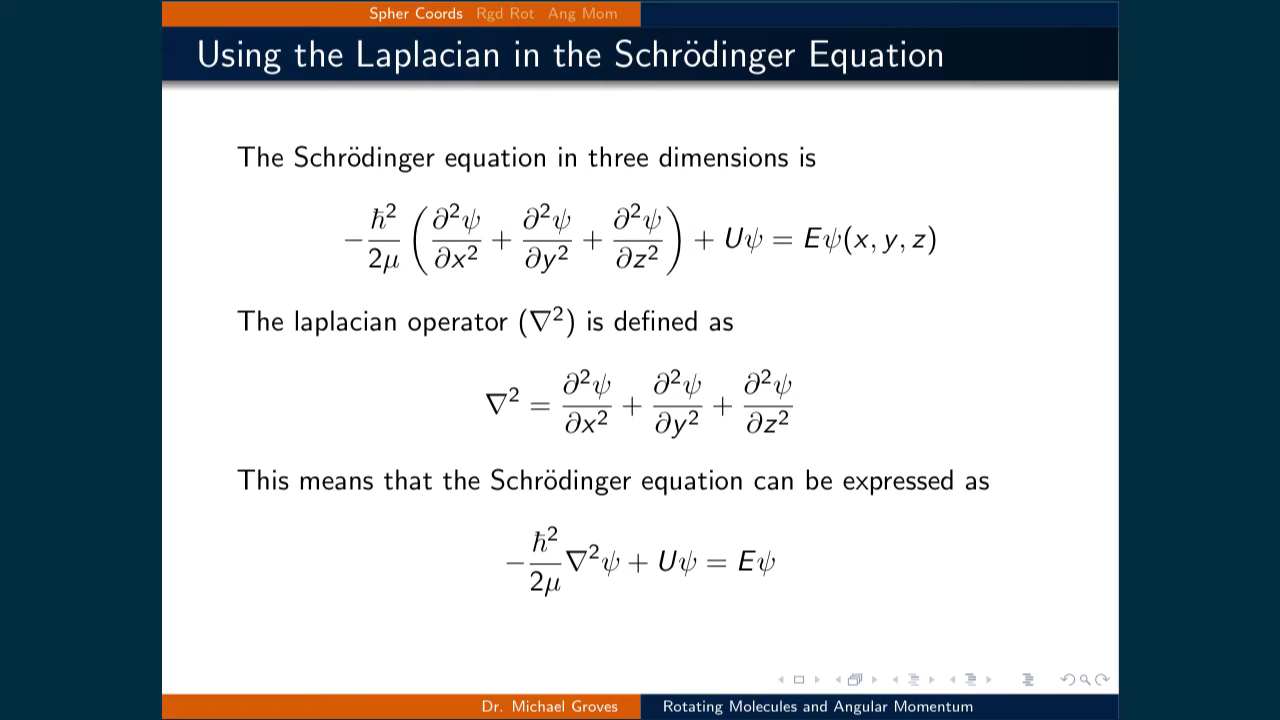 Spher Coords Rgd Rot Ang Mom
Using the Laplacian in the Schrödinger Equation
The Schrödinger equation in three dimensions is
−ħ²/2μ (∂²ψ/∂x² + ∂²ψ/∂y² + ∂²ψ/∂z²) + Uψ = Eψ(x, y, z)
The laplacian operator (∇²) is defined as
∇² = ∂²ψ/∂x² + ∂²ψ/∂y² + ∂²ψ/∂z²
This means that the Schrödinger equation can be expressed as
−ħ²/2μ ∇²ψ + Uψ = Eψ
Dr. Michael Groves Rotating Molecules and Angular Momentum